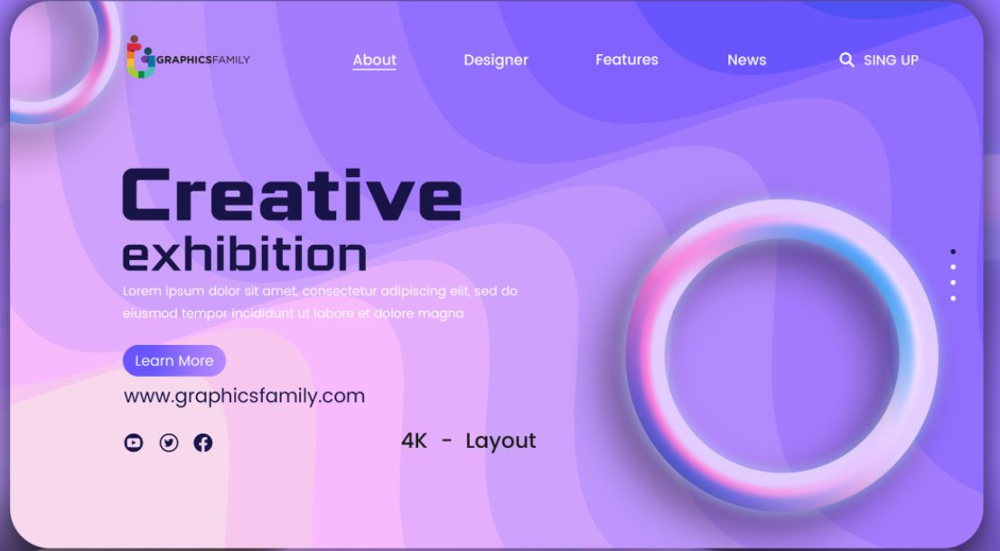 GRAPHICSFAMILY
About Designer Features News SING UP
Creative
exhibition
Lorem ipsum dolor sit amet, consectetur adipiscing elit, sed do
eiusmod tempor incididunt ut labore et dolore magna
Learn More
www.graphicsfamily.com
4K - Layout